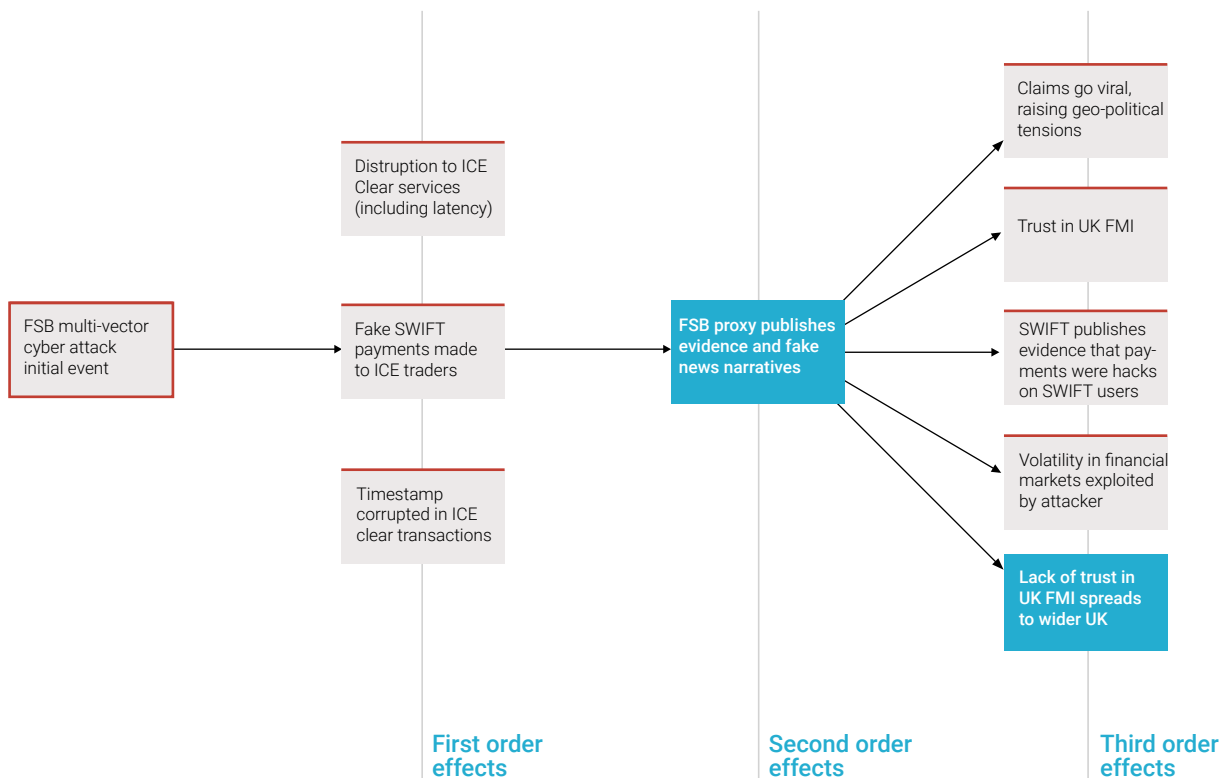 FSB multi-vector
cyber attack
initial event
Distruption to ICE
Clear services
(including latency)
Fake SWIFT
payments made
to ICE traders
Timestamp
corrupted in ICE
clear transactions
FSB proxy publishes
evidence and fake
news narratives
Claims go viral,
raising geo-political
tensions
Trust in UK FMI
SWIFT publishes
evidence that pay-
ments were hacks
on SWIFT users
Volatility in financial
markets exploited
by attacker
Lack of trust in
UK FMI spreads
to wider UK
First order
effects
Second order
effects
Third order
effects